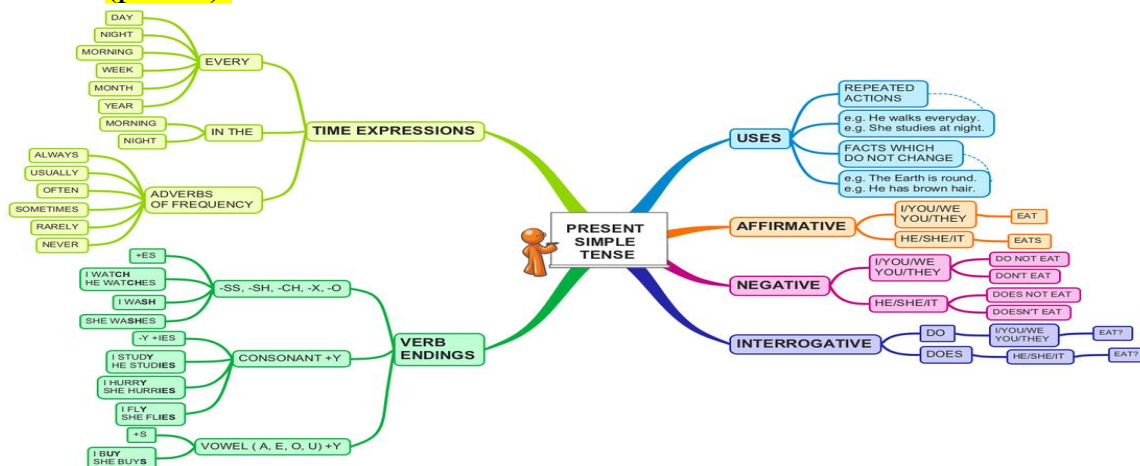 DAY
NIGHT
MORNING
WEEK
MONTH
YEAR
EVERY
MORNING
NIGHT
IN THE
TIME EXPRESSIONS
ALWAYS
USUALLY
OFTEN
SOMETIMES
RARELY
NEVER
ADVERBS
OF FREQUENCY
+ES
I WATCH
HE WATCHES
I WASH
SHE WASHES
-SS, -SH, -CH, -X, -O
-Y +IES
I STUDY
HE STUDIES
I HURRY
SHE HURRIES
I FLY
SHE FLIES
CONSONANT +Y
+S
I BUY
SHE BUYS
VOWEL ( A, E, O, U) +Y
VERB
ENDINGS
PRESENT
SIMPLE
TENSE
USES
REPEATED
ACTIONS
e.g. He walks everyday.
e.g. She studies at night.
FACTS WHICH
DO NOT CHANGE
e.g. The Earth is round.
e.g. He has brown hair.
AFFIRMATIVE
I/YOU/WE
YOU/THEY
EAT
HE/SHE/IT
EATS
NEGATIVE
I/YOU/WE
YOU/THEY
DO NOT EAT
DON'T EAT
HE/SHE/IT
DOES NOT EAT
DOESN'T EAT
INTERROGATIVE
DO
I/YOU/WE
YOU/THEY
EAT?
DOES
HE/SHE/IT
EAT?